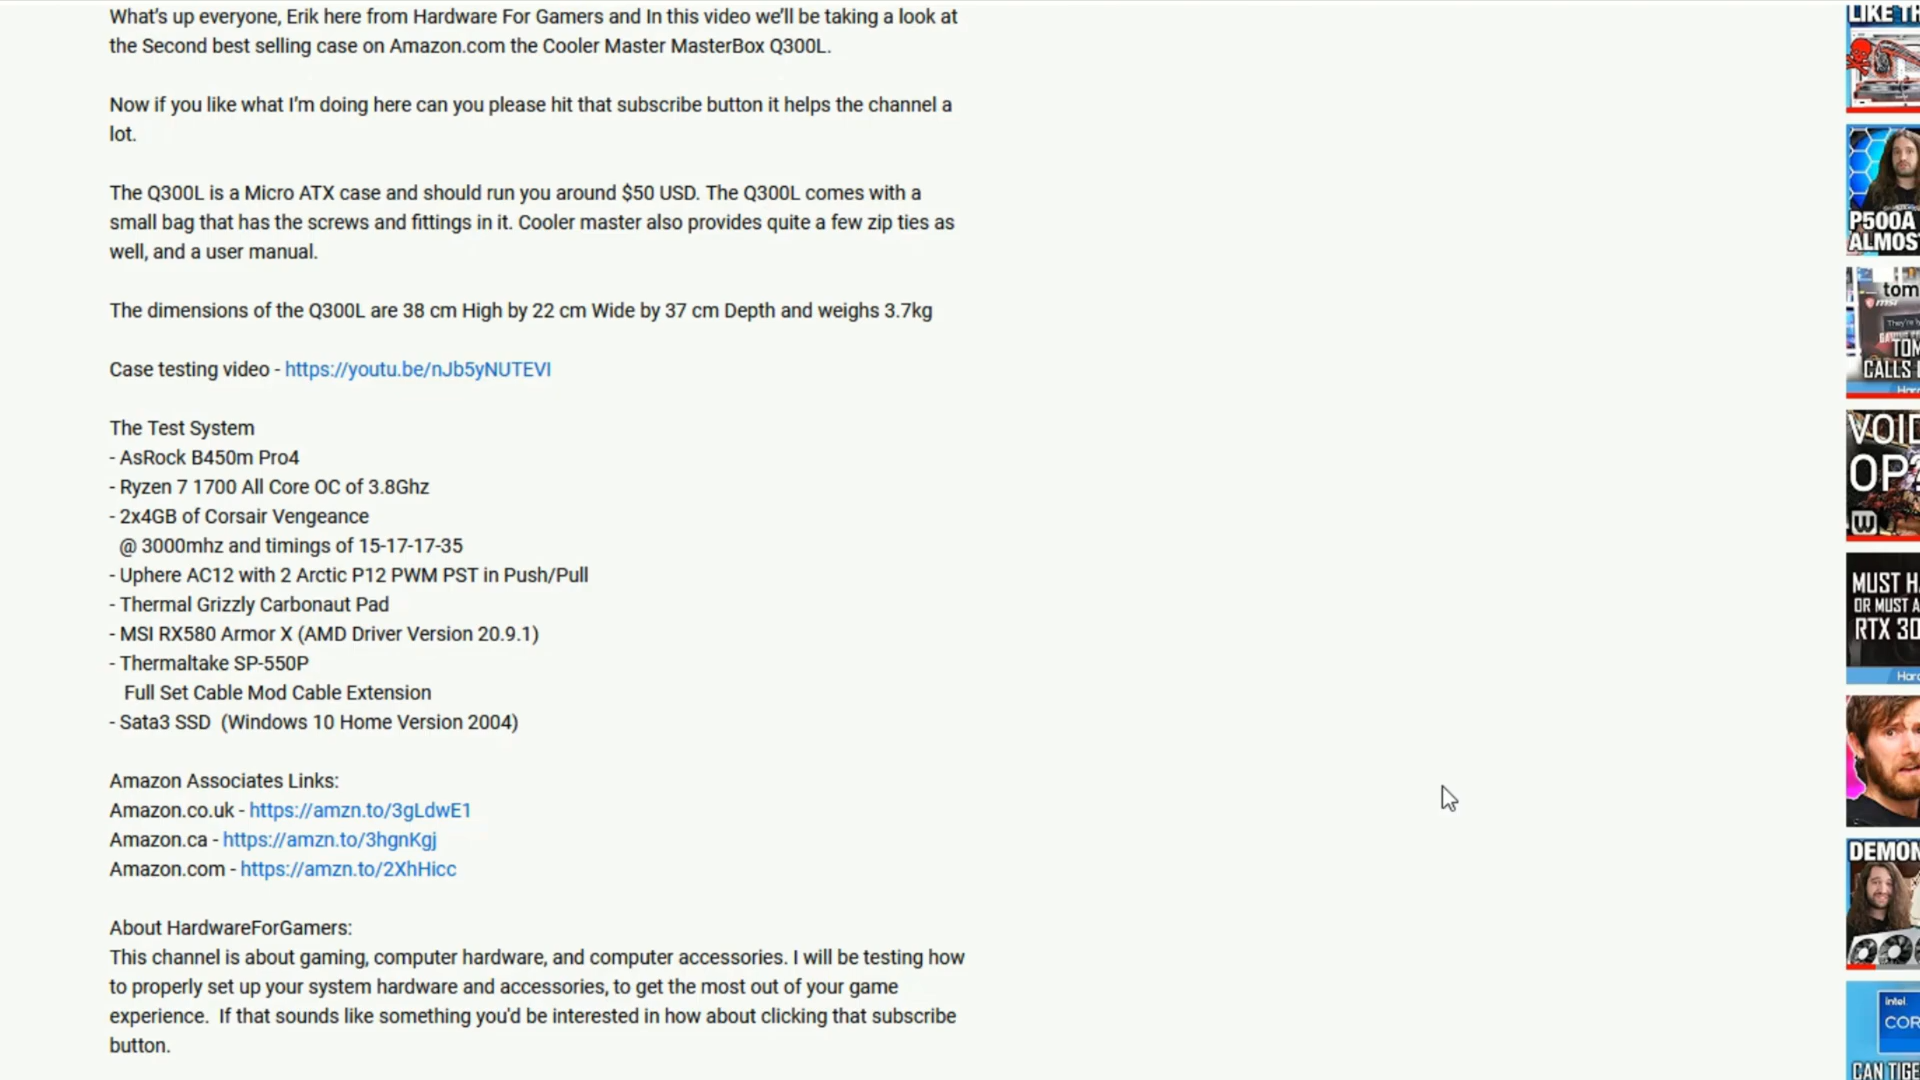 What's up everyone, Erik here from Hardware For Gamers and In this video we'll be taking a look at
the Second best selling case on Amazon.com the Cooler Master MasterBox Q300L.
Now if you like what I'm doing here can you please hit that subscribe button it helps the channel a
lot.
The Q300L is a Micro ATX case and should run you around $50 USD. The Q300L comes with a
small bag that has the screws and fittings in it. Cooler master also provides quite a few zip ties as
well, and a user manual.
The dimensions of the Q300L are 38 cm High by 22 cm Wide by 37 cm Depth and weighs 3.7kg
Case testing video - https://youtu.be/nJb5yNUTEVI
The Test System
- AsRock B450m Pro4
- Ryzen 7 1700 All Core OC of 3.8Ghz
- 2x4GB of Corsair Vengeance
@ 3000mhz and timings of 15-17-17-35
- Uphere AC12 with 2 Arctic P12 PWM PST in Push/Pull
- Thermal Grizzly Carbonaut Pad
- MSI RX580 Armor X (AMD Driver Version 20.9.1)
- Thermaltake SP-550P
Full Set Cable Mod Cable Extension
- Sata3 SSD (Windows 10 Home Version 2004)
Amazon Associates Links:
Amazon.co.uk - https://amzn.to/3gLdwE1
Amazon.ca - https://amzn.to/3hgnKgj
Amazon.com - https://amzn.to/2XhHicc
About HardwareForGamers:
This channel is about gaming, computer hardware, and computer accessories. I will be testing how
to properly set up your system hardware and accessories, to get the most out of your game
experience. If that sounds like something you'd be interested in how about clicking that subscribe
button.
LIKE TR
P500A
ALMOS
tom
msi
They're
TOM
CALLS
Hard
VOID
OP?
W
MUST H
OR MUST A
RTX 30
Hard
DEMON
intel
COR
CAN TIGE